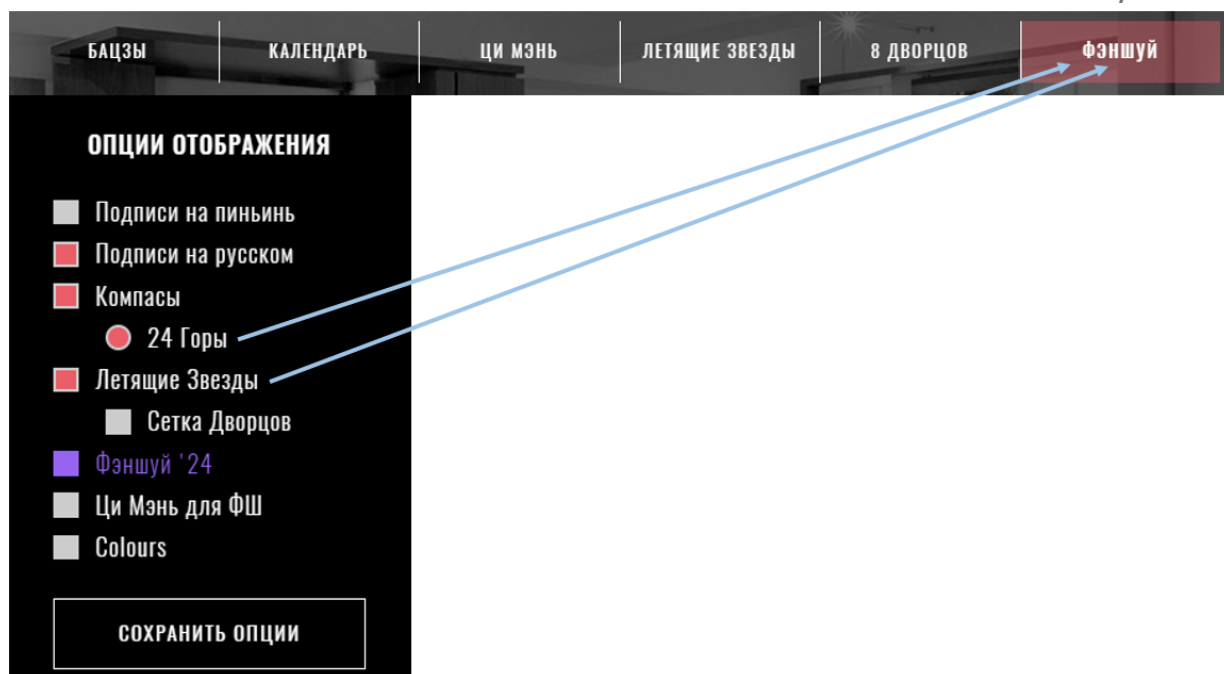 БАЦЗЫ КАЛЕНДАРЬ ЦИ МЭНЬ ЛЕТЯЩИЕ ЗВЕЗДЫ 8 ДВОРЦОВ ФЭНШУЙ
ОПЦИИ ОТОБРАЖЕНИЯ
Подписи на пиньинь
Подписи на русском
Компасы
24 Горы
Летящие Звезды
Сетка Дворцов
Фэншуй '24
Ци Мэнь для ФШ
Colours
СОХРАНИТЬ ОПЦИИ